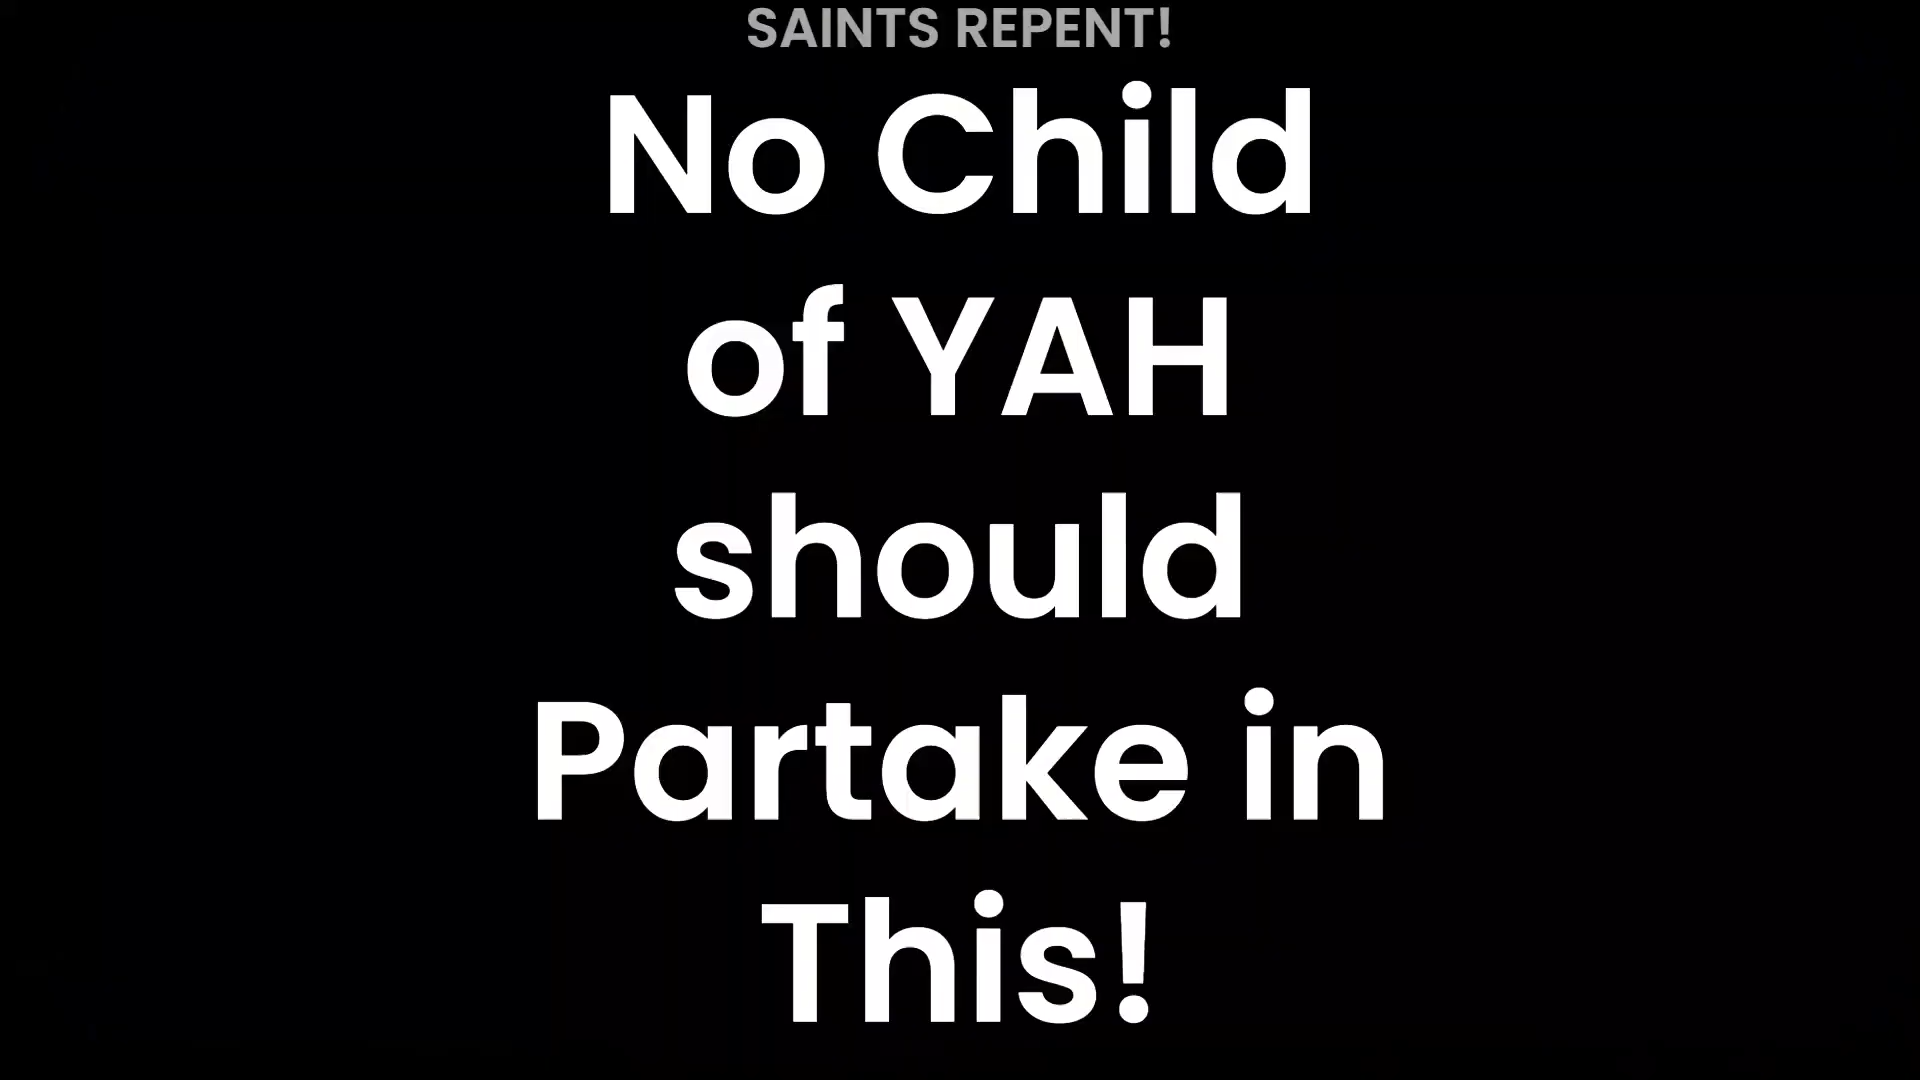 SAINTS REPENT!
No Child
of YAH
should
Partake in
This!